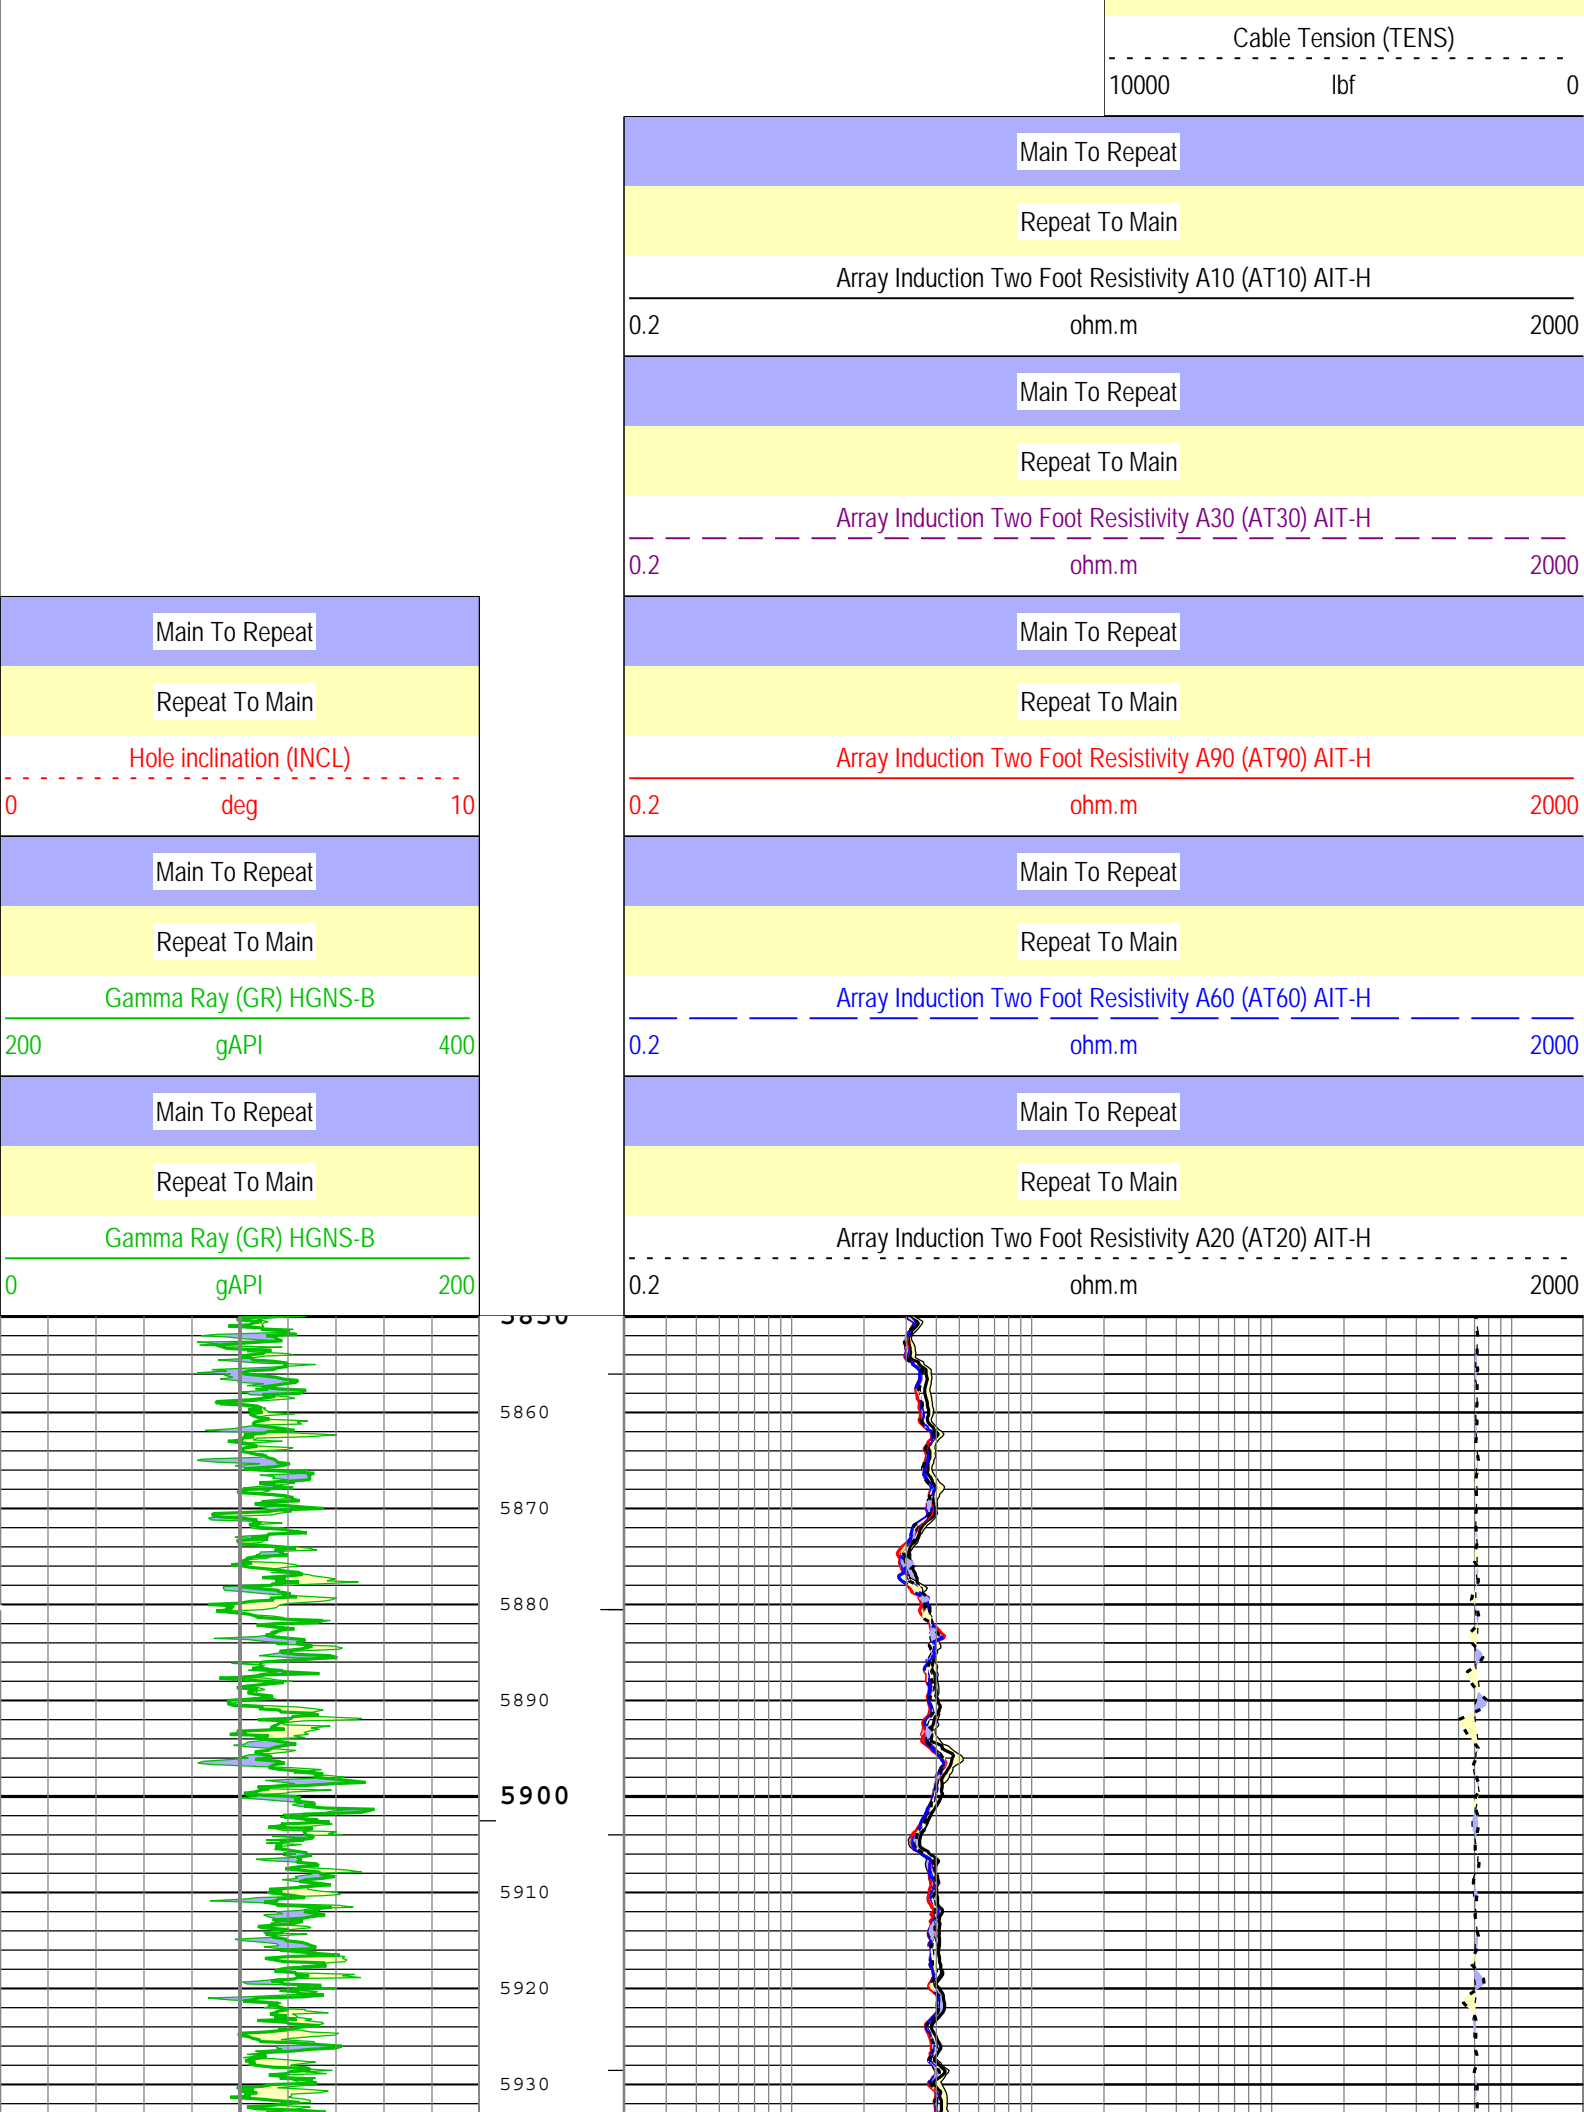 Cable Tension (TENS)
10000 lbf 0
Main To Repeat
Repeat To Main
Array Induction Two Foot Resistivity A10 (AT10) AIT-H
0.2 ohm.m 2000
Main To Repeat
Repeat To Main
Array Induction Two Foot Resistivity A30 (AT30) AIT-H
0.2 ohm.m 2000
Main To Repeat
Repeat To Main
Hole inclination (INCL)
0 deg 10
Main To Repeat
Repeat To Main
Array Induction Two Foot Resistivity A90 (AT90) AIT-H
0.2 ohm.m 2000
Main To Repeat
Repeat To Main
Gamma Ray (GR) HGNS-B
200 gAPI 400
Main To Repeat
Repeat To Main
Array Induction Two Foot Resistivity A60 (AT60) AIT-H
0.2 ohm.m 2000
Main To Repeat
Repeat To Main
Gamma Ray (GR) HGNS-B
0 gAPI 200
Main To Repeat
Repeat To Main
Array Induction Two Foot Resistivity A20 (AT20) AIT-H
0.2 ohm.m 2000
5850
5860
5870
5880
5890
5900
5910
5920
5930